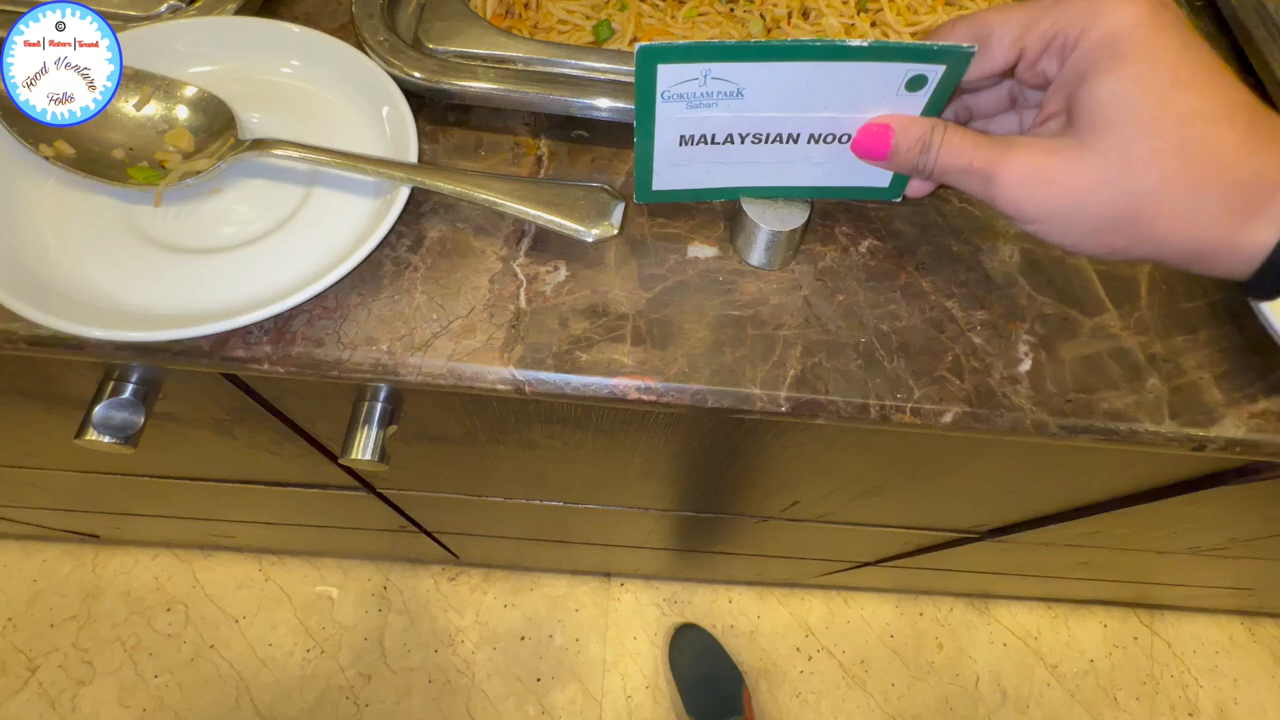 ©
Food | Nature | Travel
Food Venture
Folks
GOKULAM PARK
Sabari
MALAYSIAN NOO